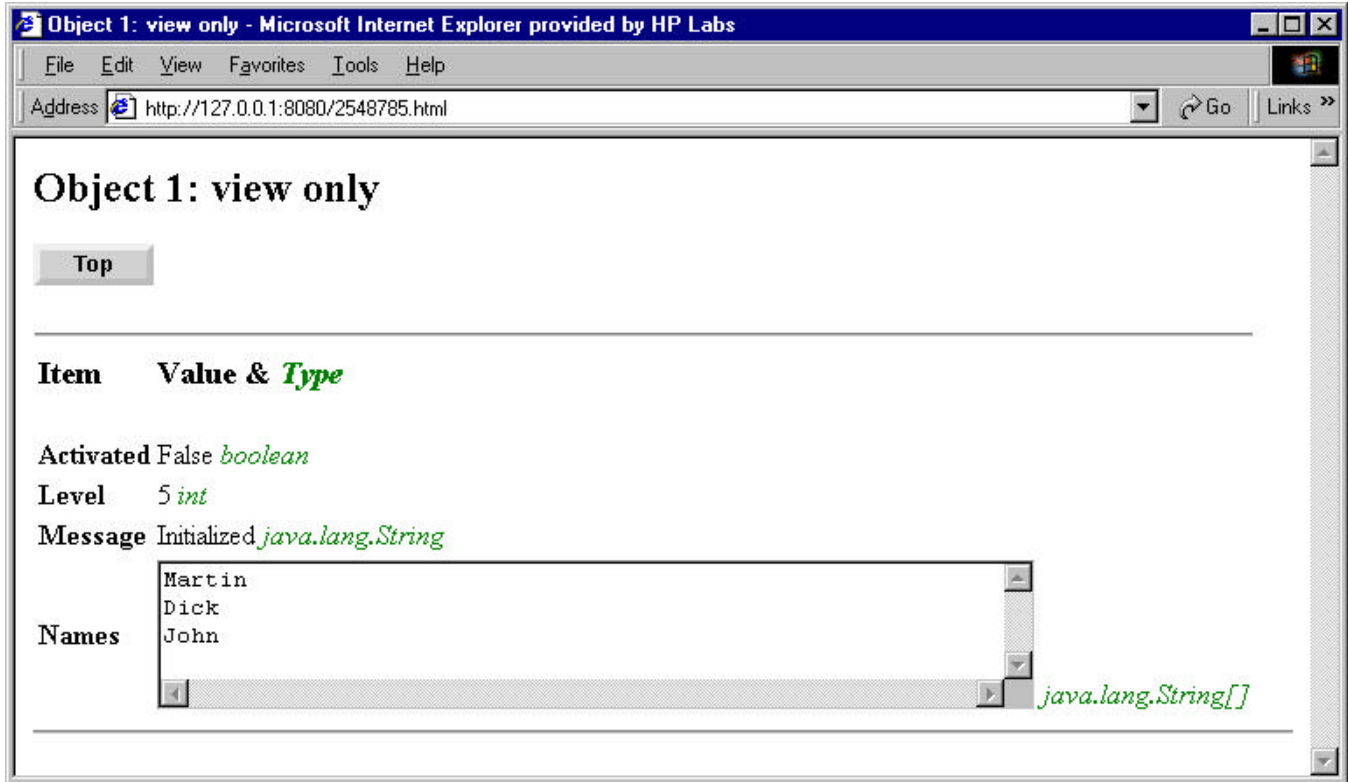 Object 1: view only - Microsoft Internet Explorer provided by HP Labs
File Edit View Favorites Tools Help
Address http://127.0.0.1:8080/2548785.html Go Links »
Object 1: view only
Top
Item Value & Type
Activated False boolean
Level 5 int
Message Initialized java.lang.String
Martin
Dick
Names John
java.lang.String[]